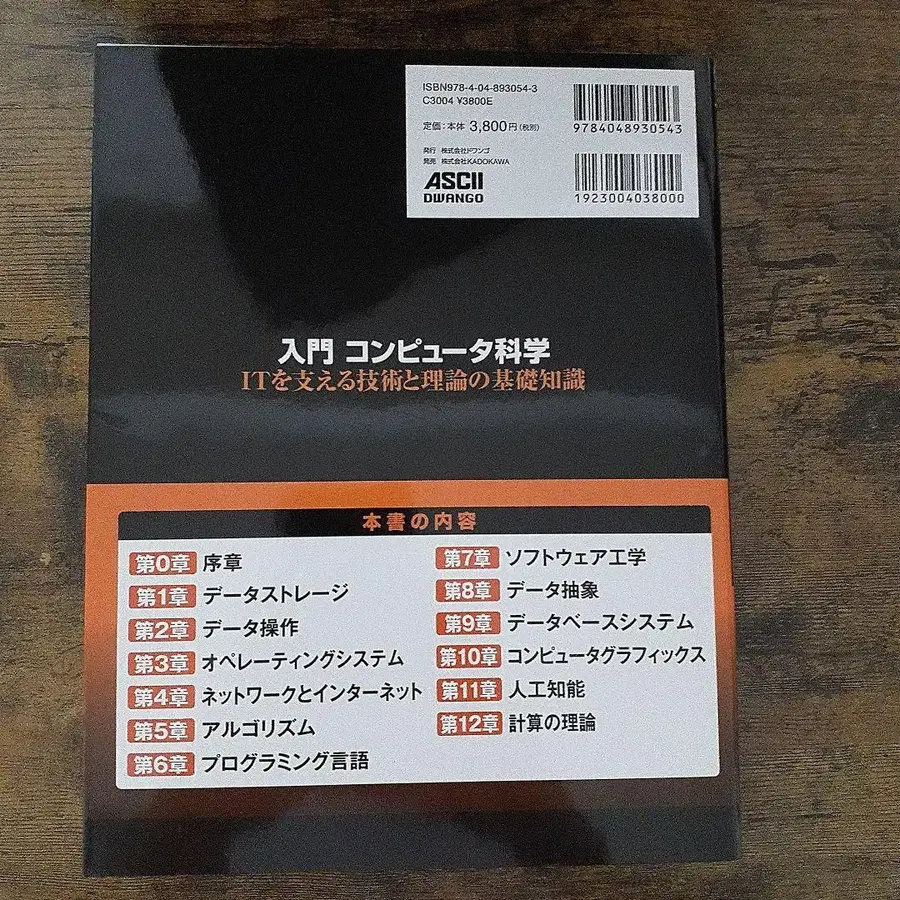 ISBN978-4-04-893054-3
C3004 ¥3800E
定価:本体 3,800円(税別)
発行 株式会社ドワンゴ
発売 株式会社KADOKAWA
ASCII
DWANGO
9784048930543
1923004038000
入門 コンピュータ科学
ITを支える技術と理論の基礎知識
本書の内容
第0章 序章
第1章 データストレージ
第2章 データ操作
第3章 オペレーティングシステム
第4章 ネットワークとインターネット
第5章 アルゴリズム
第6章 プログラミング言語
第7章 ソフトウェア工学
第8章 データ抽象
第9章 データベースシステム
第10章 コンピュータグラフィックス
第11章 人工知能
第12章 計算の理論